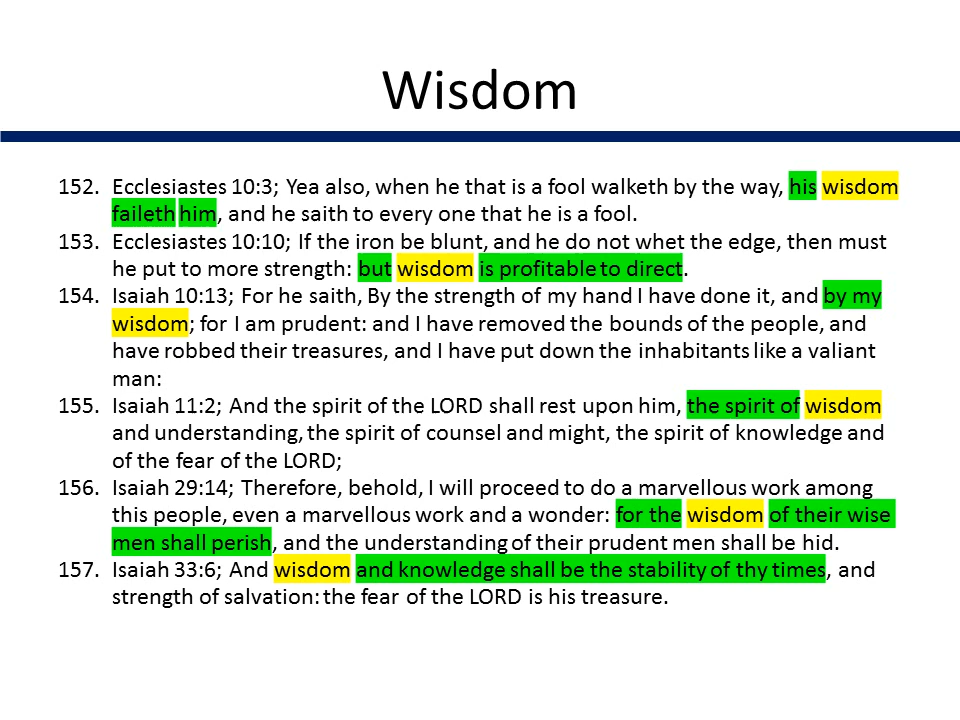 Wisdom
152. Ecclesiastes 10:3; Yea also, when he that is a fool walketh by the way, his wisdom
faileth him, and he saith to every one that he is a fool.
153. Ecclesiastes 10:10; If the iron be blunt, and he do not whet the edge, then must
he put to more strength: but wisdom is profitable to direct.
154. Isaiah 10:13; For he saith, By the strength of my hand I have done it, and by my
wisdom; for I am prudent: and I have removed the bounds of the people, and
have robbed their treasures, and I have put down the inhabitants like a valiant
man:
155. Isaiah 11:2; And the spirit of the LORD shall rest upon him, the spirit of wisdom
and understanding, the spirit of counsel and might, the spirit of knowledge and
of the fear of the LORD;
156. Isaiah 29:14; Therefore, behold, I will proceed to do a marvellous work among
this people, even a marvellous work and a wonder: for the wisdom of their wise
men shall perish, and the understanding of their prudent men shall be hid.
157. Isaiah 33:6; And wisdom and knowledge shall be the stability of thy times, and
strength of salvation: the fear of the LORD is his treasure.